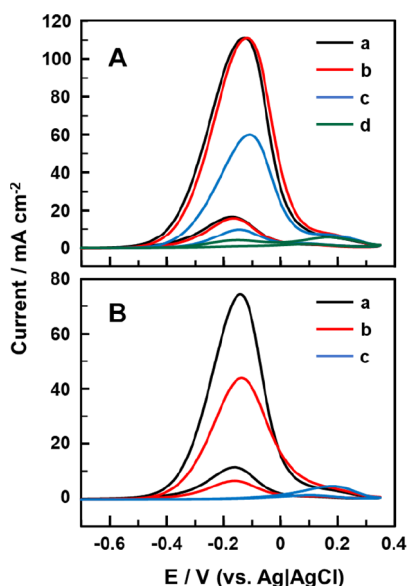 120
A
a
100
b
80
c
60
d
40
20
0
80
B
a
60
b
40
c
20
0
-0.6 -0.4 -0.2 0 0.2 0.4
Current / mA cm⁻²
E / V (vs. Ag|AgCl)